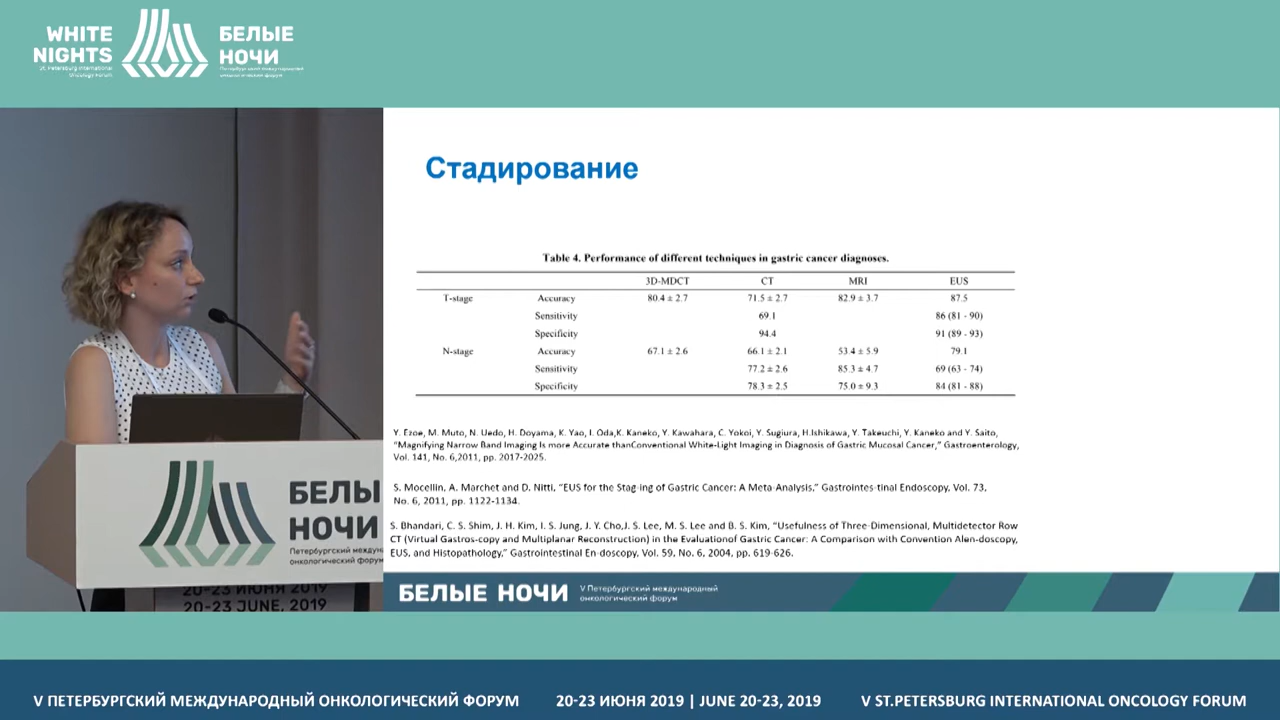 WHITE
NIGHTS
St. Petersburg International
Oncology Forum
БЕЛЫЕ
НОЧИ
Петербургский международный
онкологический форум
Стадирование
Table 4. Performance of different techniques in gastric cancer diagnoses.
3D-MDCT CT MRI EUS
T-stage Accuracy 80.4 ± 2.7 71.5 ± 2.7 82.9 ± 3.7 87.5
Sensitivity 69.1 86 (81 - 90)
Specificity 94.4 91 (89 - 93)
N-stage Accuracy 67.1 ± 2.6 66.1 ± 2.1 53.4 ± 5.9 79.1
Sensitivity 77.2 ± 2.6 85.3 ± 4.7 69 (63 - 74)
Specificity 78.3 ± 2.5 75.0 ± 9.3 84 (81 - 88)
Y. Ezoe, M. Muto, N. Uedo, H. Doyama, K. Yao, I. Oda,K. Kaneko, Y. Kawahara, C. Yokoi, Y. Sugiura, H.Ishikawa, Y. Takeuchi, Y. Kaneko and Y. Saito,
“Magnifying Narrow Band Imaging Is more Accurate thanConventional White-Light Imaging in Diagnosis of Gastric Mucosal Cancer,” Gastroenterology,
Vol. 141, No. 6,2011, pp. 2017-2025.
S. Mocellin, A. Marchet and D. Nitti, “EUS for the Stag-ing of Gastric Cancer: A Meta-Analysis,” Gastrointes-tinal Endoscopy, Vol. 73,
No. 6, 2011, pp. 1122-1134.
S. Bhandari, C. S. Shim, J. H. Kim, I. S. Jung, J. Y. Cho,J. S. Lee, M. S. Lee and B. S. Kim, “Usefulness of Three-Dimensional, Multidetector Row
CT (Virtual Gastros-copy and Multiplanar Reconstruction) in the Evaluationof Gastric Cancer: A Comparison with Convention Alen-doscopy,
EUS, and Histopathology,” Gastrointestinal En-doscopy, Vol. 59, No. 6, 2004, pp. 619-626.
БЕЛЫ
НОЧИ
Петербургский междун
онкологический форум
20-23 ИЮНЯ 2019
20-23 JUNE, 2019
БЕЛЫЕ НОЧИ
V Петербургский международный
онкологический форум
V ПЕТЕРБУРГСКИЙ МЕЖДУНАРОДНЫЙ ОНКОЛОГИЧЕСКИЙ ФОРУМ 20-23 ИЮНЯ 2019 | JUNE 20-23, 2019 V ST.PETERSBURG INTERNATIONAL ONCOLOGY FORUM